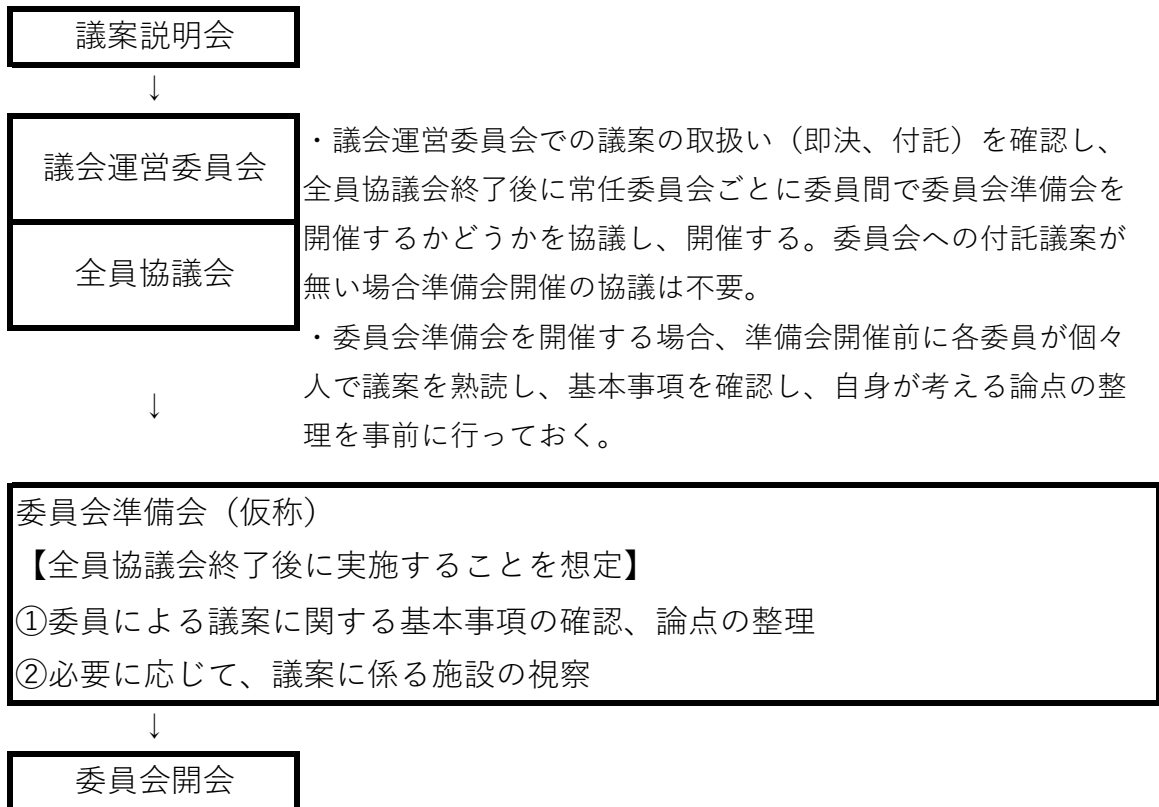 議案説明会
↓
議会運営委員会
全員協議会
・議会運営委員会での議案の取扱い（即決、付託）を確認し、
全員協議会終了後に常任委員会ごとに委員間で委員会準備会を
開催するかどうかを協議し、開催する。委員会への付託議案が
無い場合準備会開催の協議は不要。
・委員会準備会を開催する場合、準備会開催前に各委員が個々
人で議案を熟読し、基本事項を確認し、自身が考える論点の整
理を事前に行っておく。
↓
委員会準備会（仮称）
【全員協議会終了後に実施することを想定】
①委員による議案に関する基本事項の確認、論点の整理
②必要に応じて、議案に係る施設の視察
↓
委員会開会